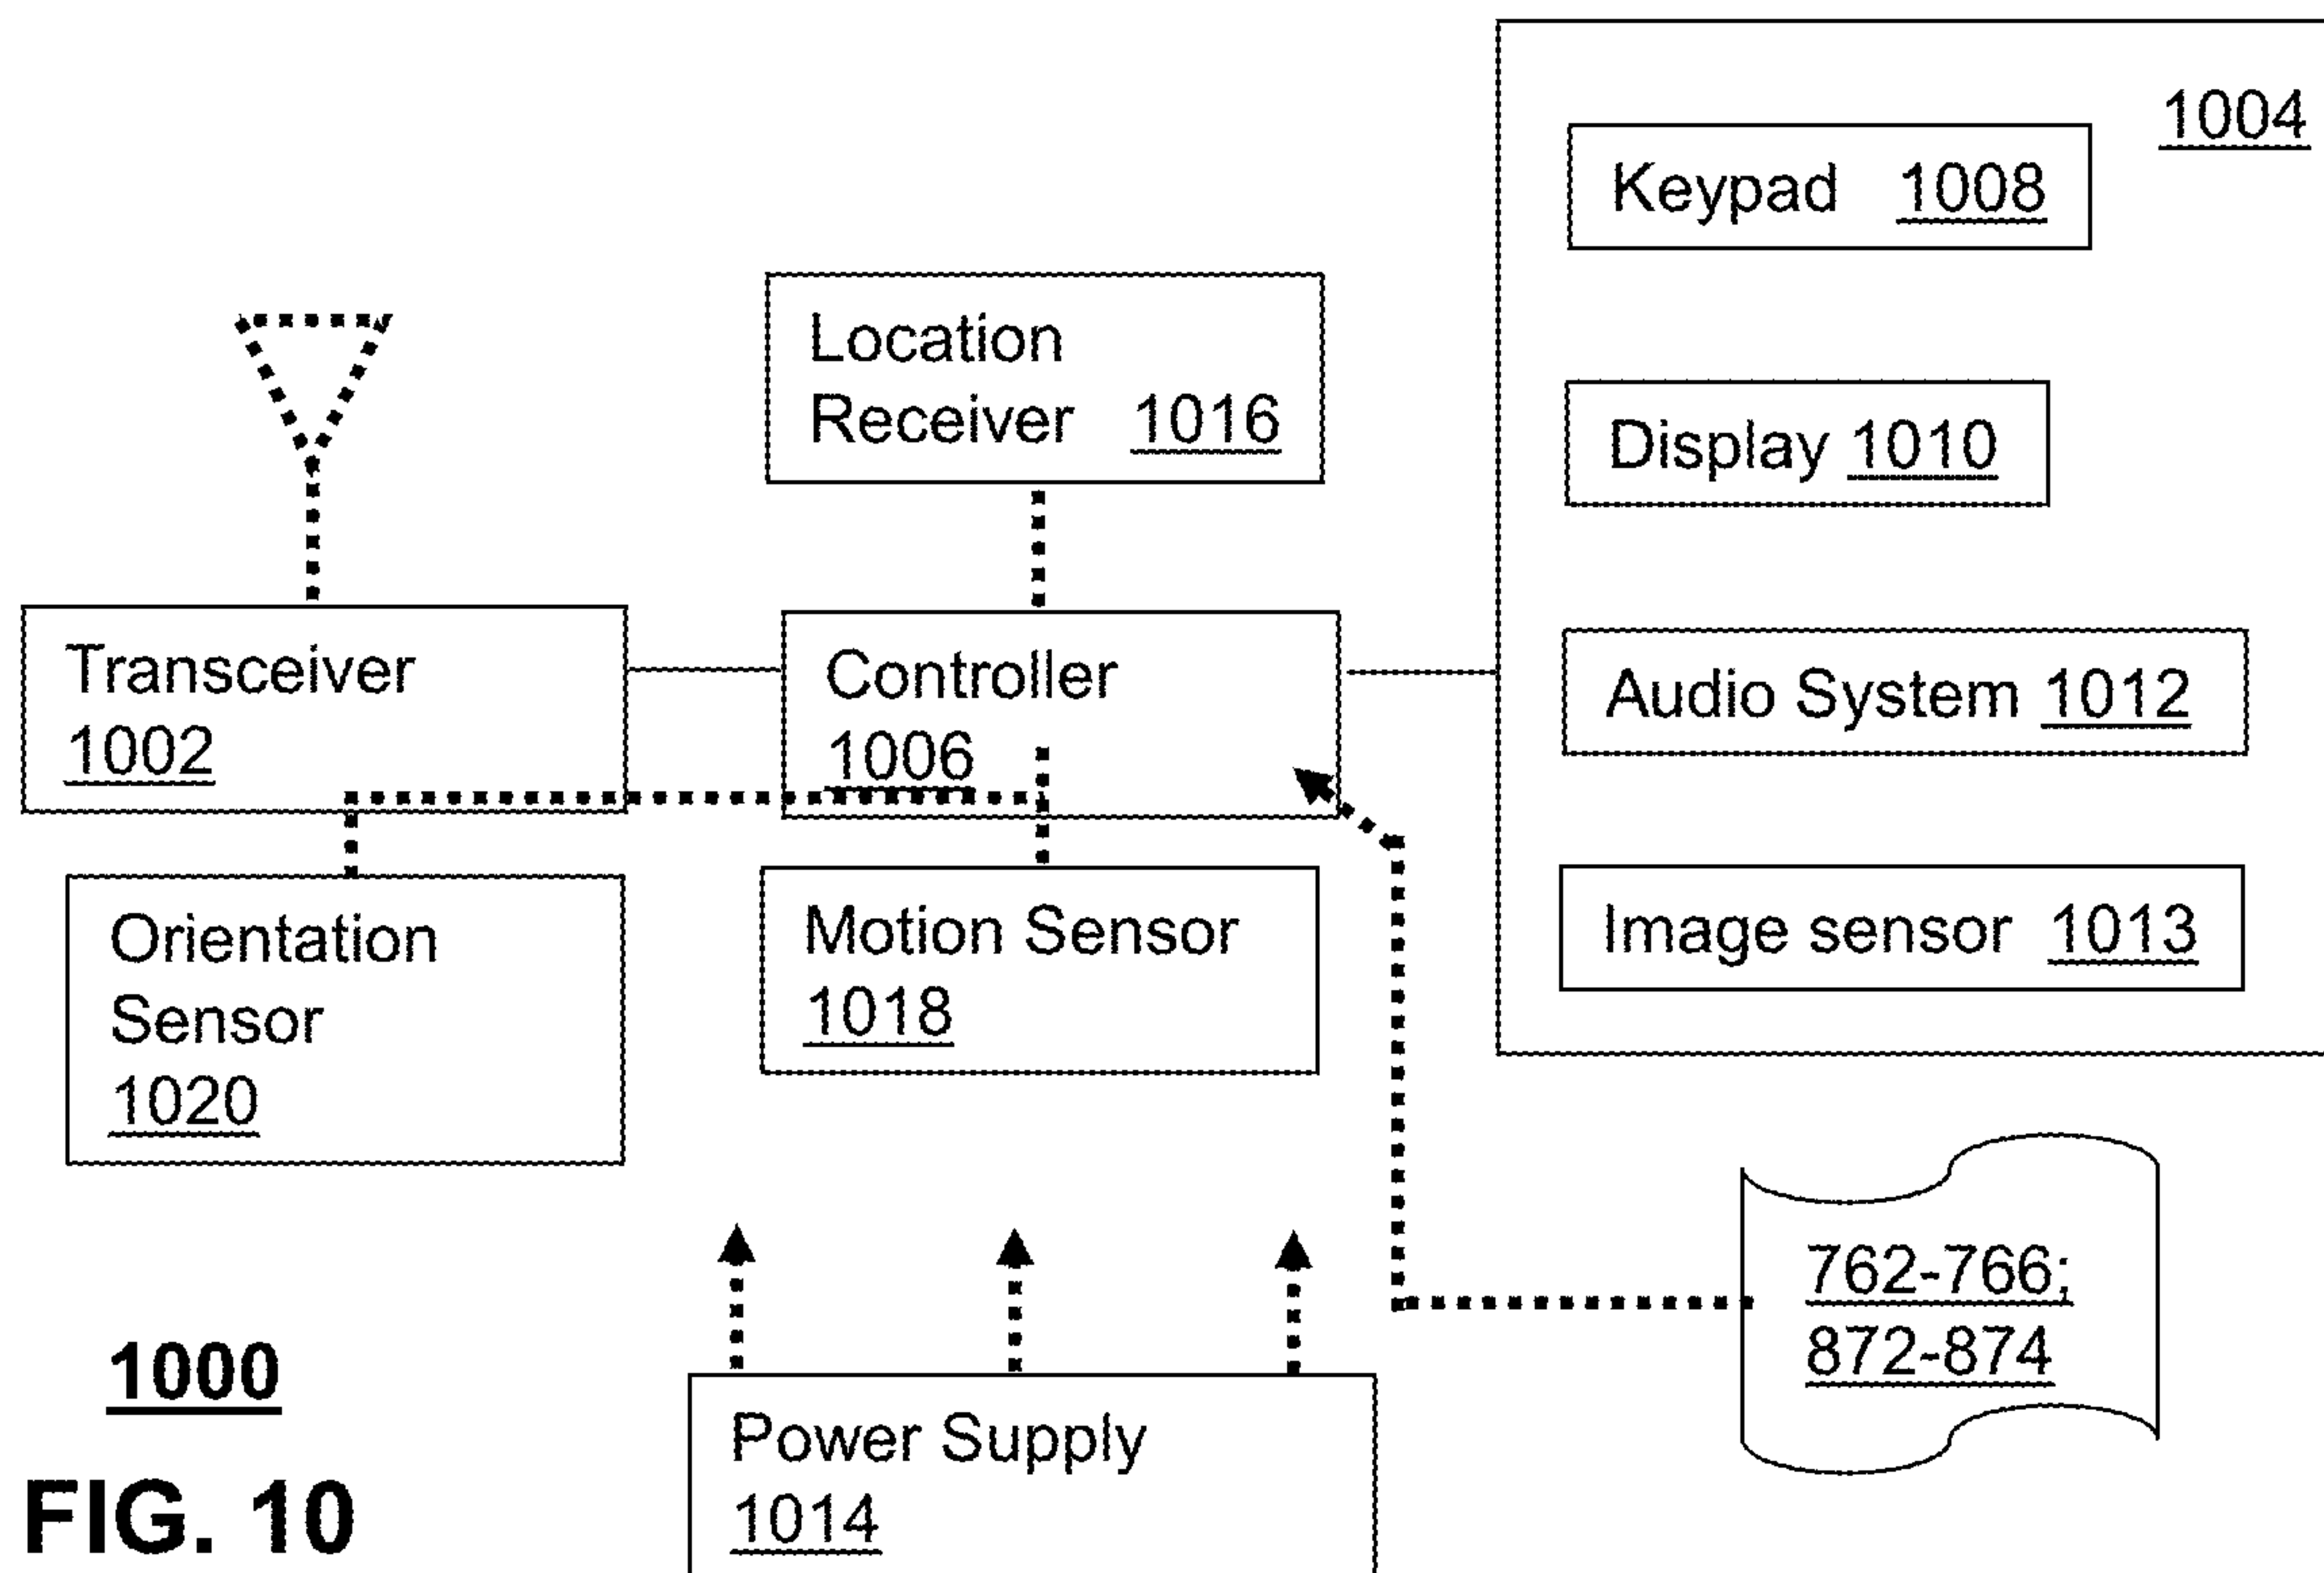 1004
Keypad 1008
Location
Receiver 1016
Display 1010
Transceiver
1002
Controller
1006
Audio System 1012
Orientation
Sensor
1020
Motion Sensor
1018
Image sensor 1013
762-766;
872-874
Power Supply
1014
1000
FIG. 10